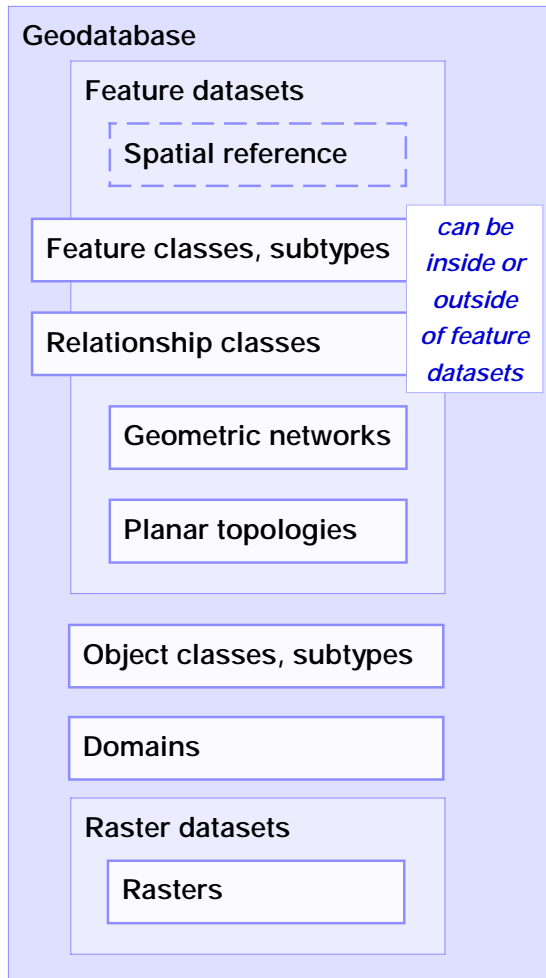 Geodatabase
Feature datasets
Spatial reference
Feature classes, subtypes
can be
inside or
outside
of feature
datasets
Relationship classes
Geometric networks
Planar topologies
Object classes, subtypes
Domains
Raster datasets
Rasters